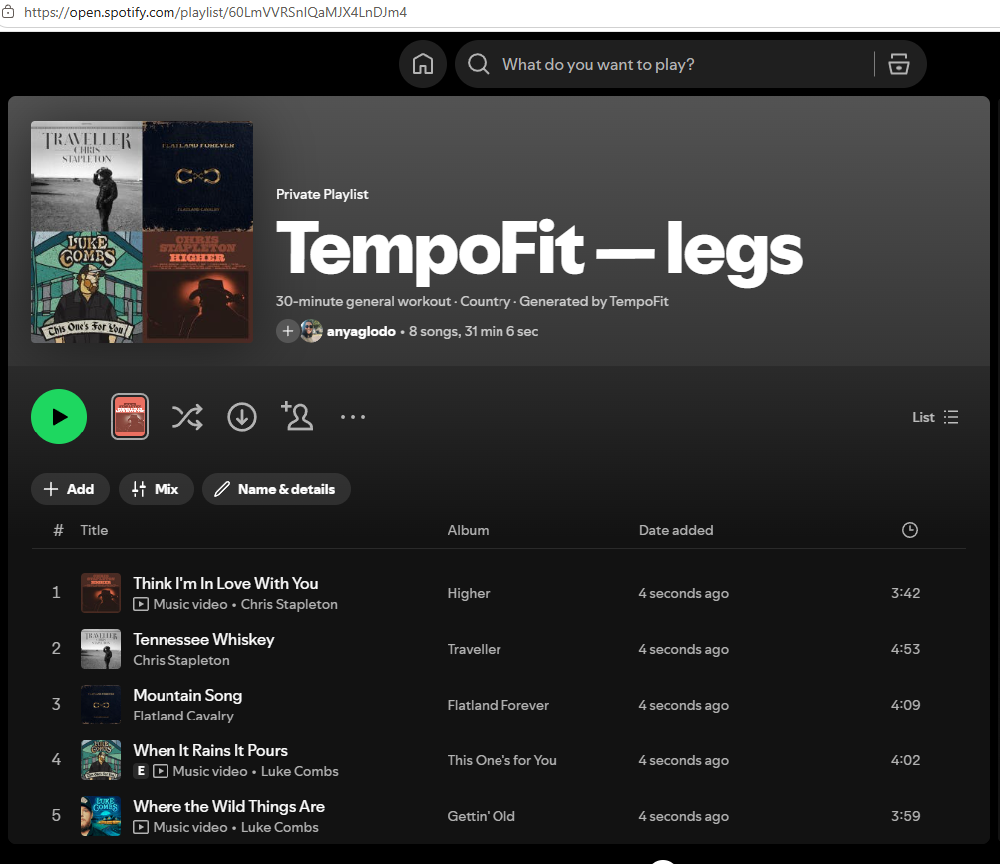 https://open.spotify.com/playlist/60LmVVRSnlQaMJX4LnDJm4
What do you want to play?
TRAVELLER
CHRIS
STAPLETON
FLATLAND FOREVER
FLATLAND CAVALRY
LUKE
COMBS
This One's For You
CHRIS
STAPLETON
HIGHER
Private Playlist
TempoFit — legs
30-minute general workout · Country · Generated by TempoFit
anyaglodo • 8 songs, 31 min 6 sec
List
Add
Mix
Name & details
# Title Album Date added
1 Think I'm In Love With You Higher 4 seconds ago 3:42
Music video • Chris Stapleton
2 Tennessee Whiskey Traveller 4 seconds ago 4:53
Chris Stapleton
3 Mountain Song Flatland Forever 4 seconds ago 4:09
Flatland Cavalry
4 When It Rains It Pours This One's for You 4 seconds ago 4:02
E Music video • Luke Combs
5 Where the Wild Things Are Gettin' Old 4 seconds ago 3:59
Music video • Luke Combs